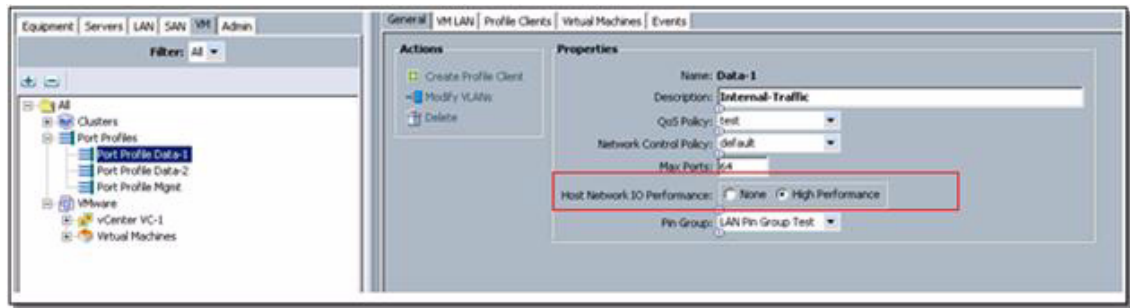 Equipment Servers LAN SAN VM Admin
Filter: All
All
Clusters
Port Profiles
Port Profile Data-1
Port Profile Data-2
Port Profile Mgmt
VMware
vCenter VC-1
Virtual Machines
General VM LAN Profile Clients Virtual Machines Events
Actions
Create Profile Client
Modify VLANs
Delete
Properties
Name: Data-1
Description: Internal-Traffic
QoS Policy: test
Network Control Policy: default
Max Ports: 64
Host Network IO Performance: None High Performance
Pin Group: LAN Pin Group Test